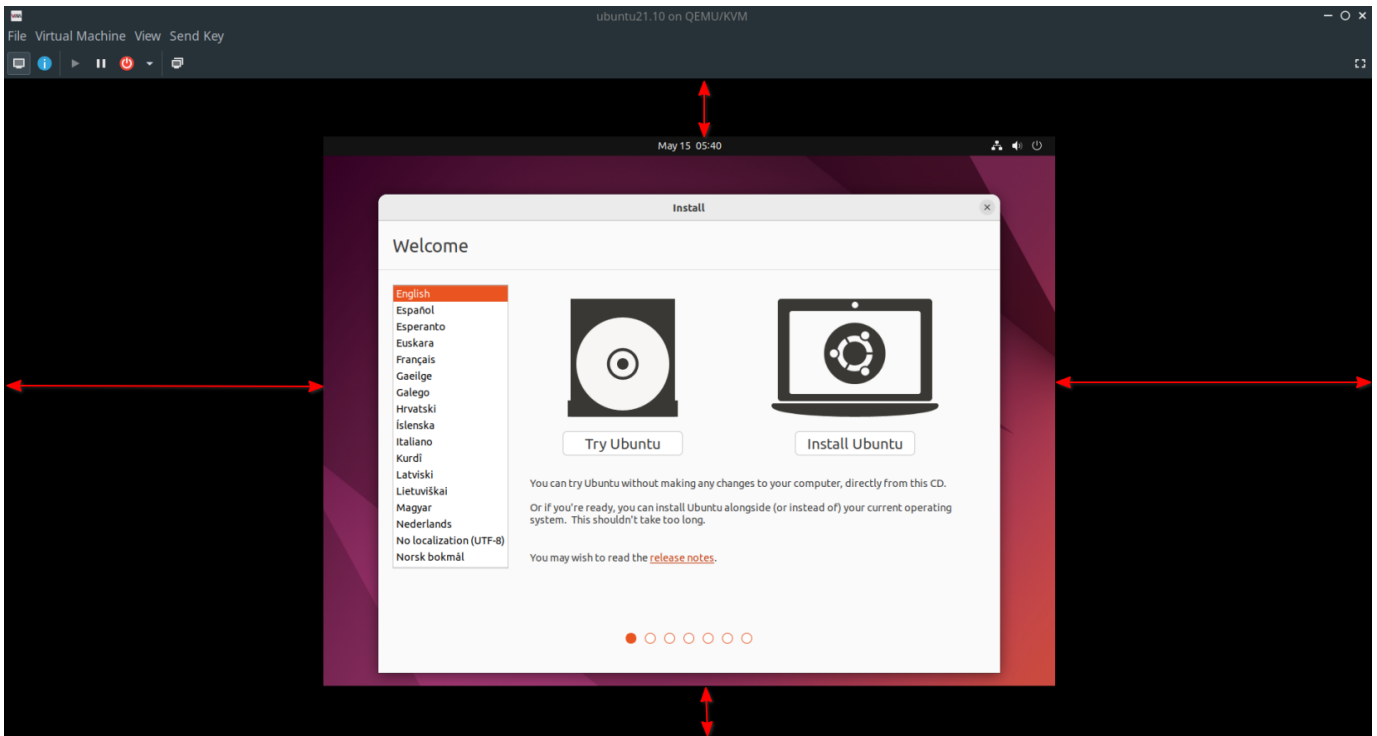 ubuntu21.10 on QEMU/KVM
File Virtual Machine View Send Key
May 15 05:40
Install
Welcome
English
Español
Esperanto
Euskara
Français
Gaeilge
Galego
Hrvatski
Íslenska
Italiano
Kurdî
Latviski
Lietuviškai
Magyar
Nederlands
No localization (UTF-8)
Norsk bokmål
Try Ubuntu
Install Ubuntu
You can try Ubuntu without making any changes to your computer, directly from this CD.
Or if you're ready, you can install Ubuntu alongside (or instead of) your current operating
system. This shouldn't take too long.
You may wish to read the release notes.